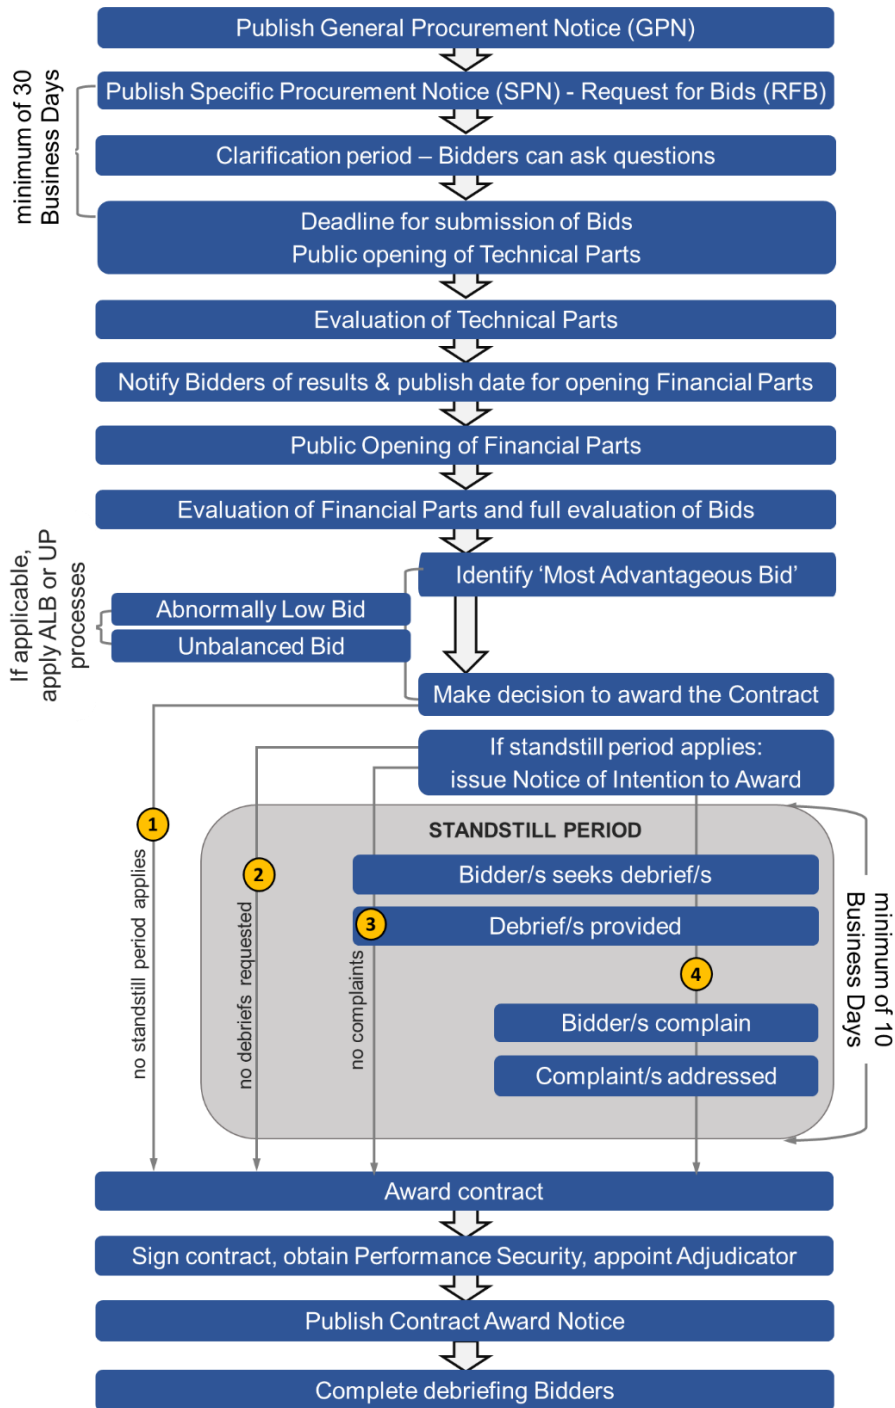 Publish General Procurement Notice (GPN)
minimum of 30
Business Days
Publish Specific Procurement Notice (SPN) - Request for Bids (RFB)
Clarification period – Bidders can ask questions
Deadline for submission of Bids
Public opening of Technical Parts
Evaluation of Technical Parts
Notify Bidders of results & publish date for opening Financial Parts
Public Opening of Financial Parts
Evaluation of Financial Parts and full evaluation of Bids
If applicable,
apply ALB or UP
processes
Identify ‘Most Advantageous Bid’
Abnormally Low Bid
Unbalanced Bid
Make decision to award the Contract
If standstill period applies:
issue Notice of Intention to Award
1
no standstill period applies
STANDSTILL PERIOD
2
no debriefs requested
Bidder/s seeks debrief/s
3
no complaints
Debrief/s provided
4
Bidder/s complain
Complaint/s addressed
minimum of 10
Business Days
Award contract
Sign contract, obtain Performance Security, appoint Adjudicator
Publish Contract Award Notice
Complete debriefing Bidders